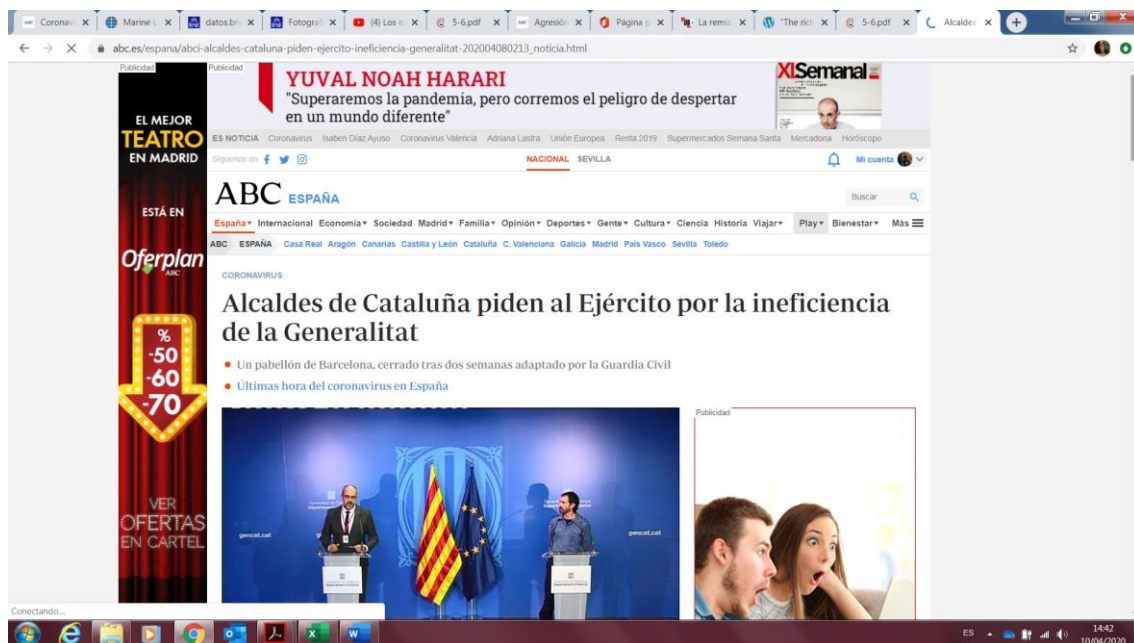 Coronavi
Marine L
datos.bn
Fotograf
(4) Los e
5-6.pdf
Agresión
Página p
La remisi
"The rich
5-6.pdf
Alcaldes
abc.es/espana/abci-alcaldes-cataluna-piden-ejercito-ineficiencia-generalitat-202004080213_noticia.html
Publicidad
Publicidad
YUVAL NOAH HARARI
"Superaremos la pandemia, pero corremos el peligro de despertar
en un mundo diferente"
XLSemanal
EL MEJOR
TEATRO
EN MADRID
ESTÁ EN
Oferplan
ABC
%
-50
-60
-70
VER
OFERTAS
EN CARTEL
ES NOTICIA Coronavirus Isaben Díaz Ayuso Coronavirus Valencia Adriana Lastra Unión Europea Renta 2019 Supermercados Semana Santa Mercadona Horóscopo
Síguenos en
NACIONAL SEVILLA
Mi cuenta
ABC ESPAÑA
Buscar
España Internacional Economía Sociedad Madrid Familia Opinión Deportes Gente Cultura Ciencia Historia Viajar Play Bienestar Más
ABC ESPAÑA Casa Real Aragón Canarias Castilla y León Cataluña C. Valenciana Galicia Madrid País Vasco Sevilla Toledo
CORONAVIRUS
Alcaldes de Cataluña piden al Ejército por la ineficiencia
de la Generalitat
Un pabellón de Barcelona, cerrado tras dos semanas adaptado por la Guardia Civil
Últimas hora del coronavirus en España
Publicidad
gencat.cat
gencat.cat
Conectando...
ES
14:42
10/04/2020